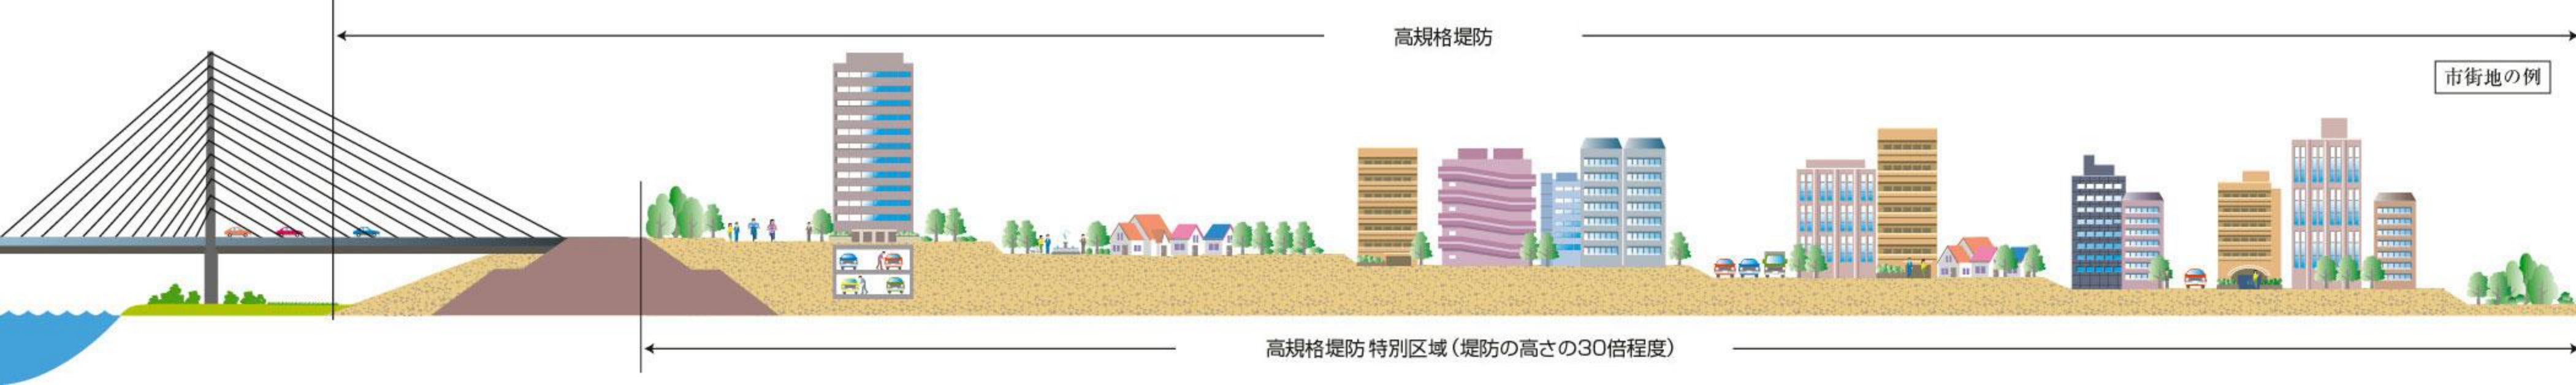 高規格堤防
市街地の例
高規格堤防 特別区域（堤防の高さの30倍程度）